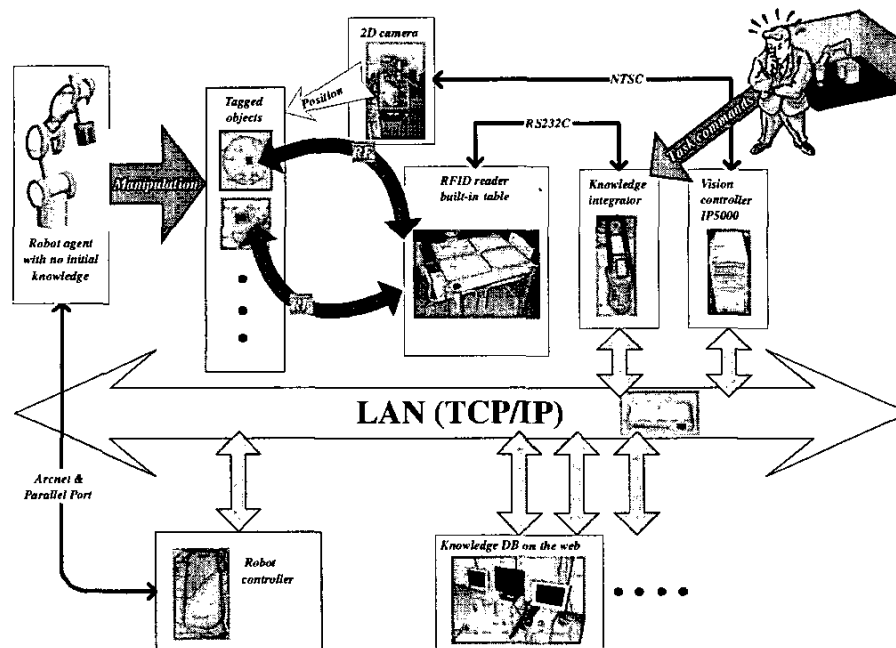 2D camera
NTSC
Position
Tagged
objects
RS232C
Task commands
Manipulation
RFID reader
built-in table
Knowledge
integrator
Vision
controller
IP5000
Robot agent
with no initial
knowledge
LAN (TCP/IP)
Arcnet &
Parallel Port
Robot
controller
Knowledge DB on the web